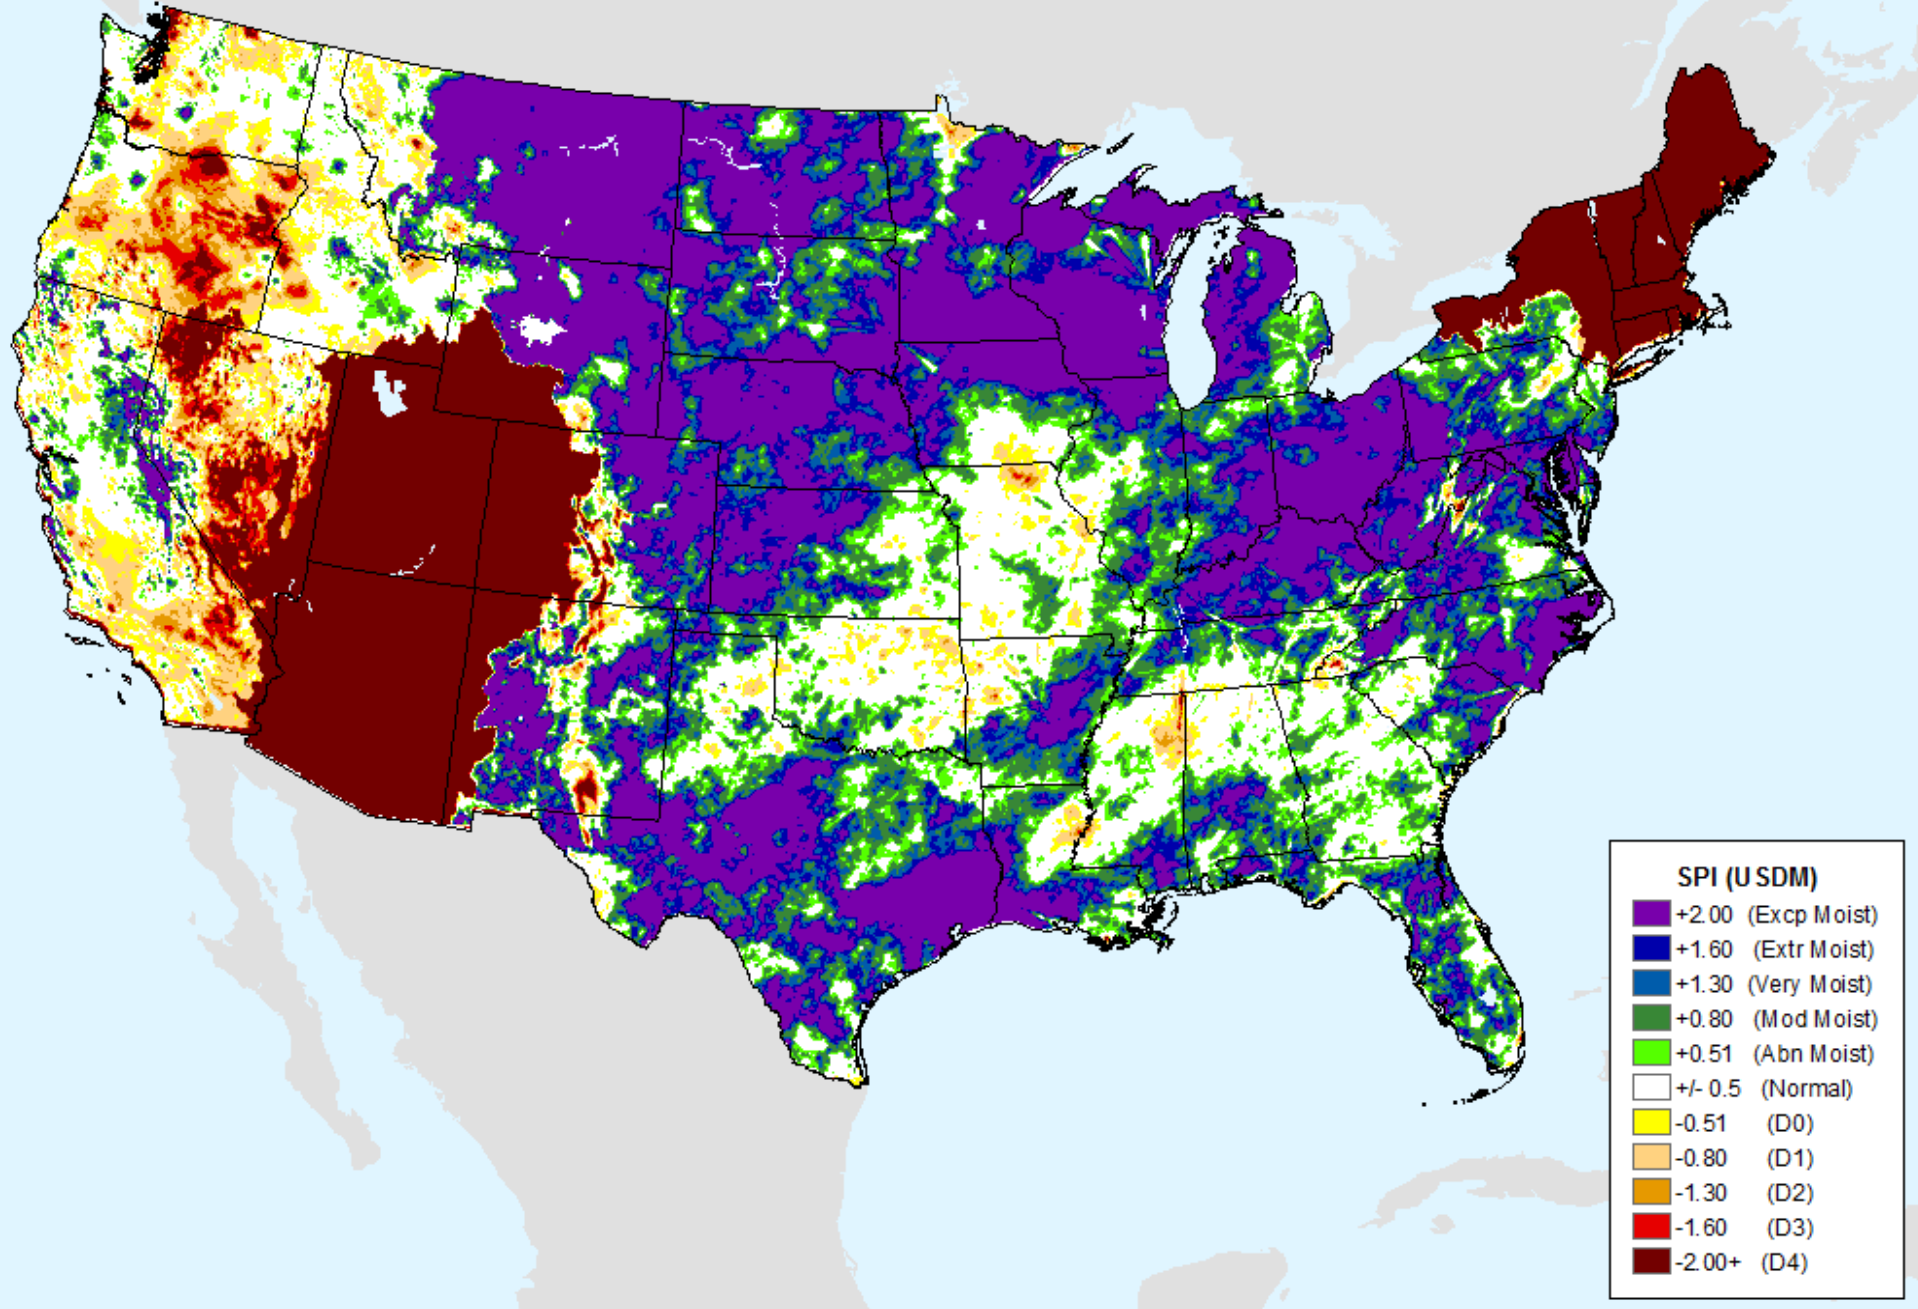 SPI (USDM)
+2.00 (Excp Moist)
+1.60 (Extr Moist)
+1.30 (Very Moist)
+0.80 (Mod Moist)
+0.51 (Abn Moist)
+/- 0.5 (Normal)
-0.51 (D0)
-0.80 (D1)
-1.30 (D2)
-1.60 (D3)
-2.00+ (D4)